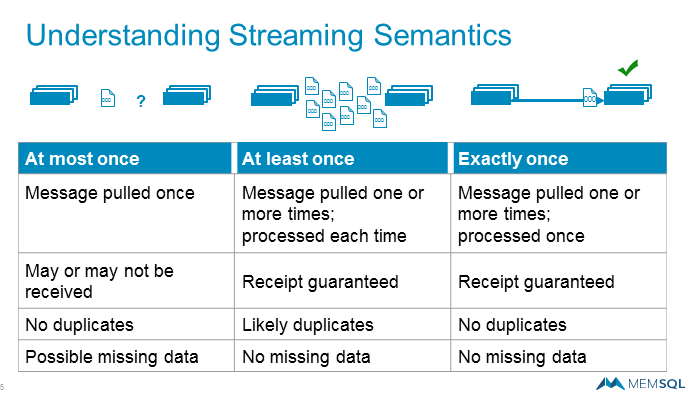 Understanding Streaming Semantics
?
At most once
At least once
Exactly once
Message pulled once
Message pulled one or
more times;
processed each time
Message pulled one or
more times;
processed once
May or may not be
received
Receipt guaranteed
Receipt guaranteed
No duplicates
Likely duplicates
No duplicates
Possible missing data
No missing data
No missing data
5
MEMSQL